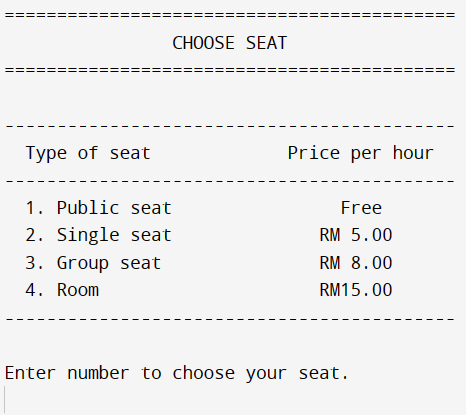 ===========================================
CHOOSE SEAT
===========================================
-------------------------------------------
Type of seat Price per hour
-------------------------------------------
1. Public seat Free
2. Single seat RM 5.00
3. Group seat RM 8.00
4. Room RM15.00
-------------------------------------------
Enter number to choose your seat.